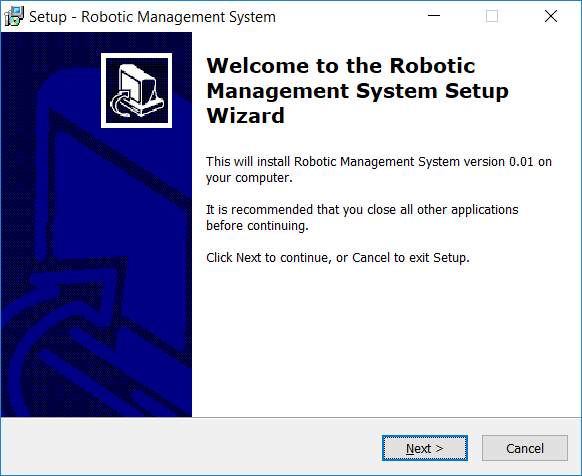 Setup - Robotic Management System
Welcome to the Robotic
Management System Setup
Wizard
This will install Robotic Management System version 0.01 on
your computer.
It is recommended that you close all other applications
before continuing.
Click Next to continue, or Cancel to exit Setup.
Next >
Cancel